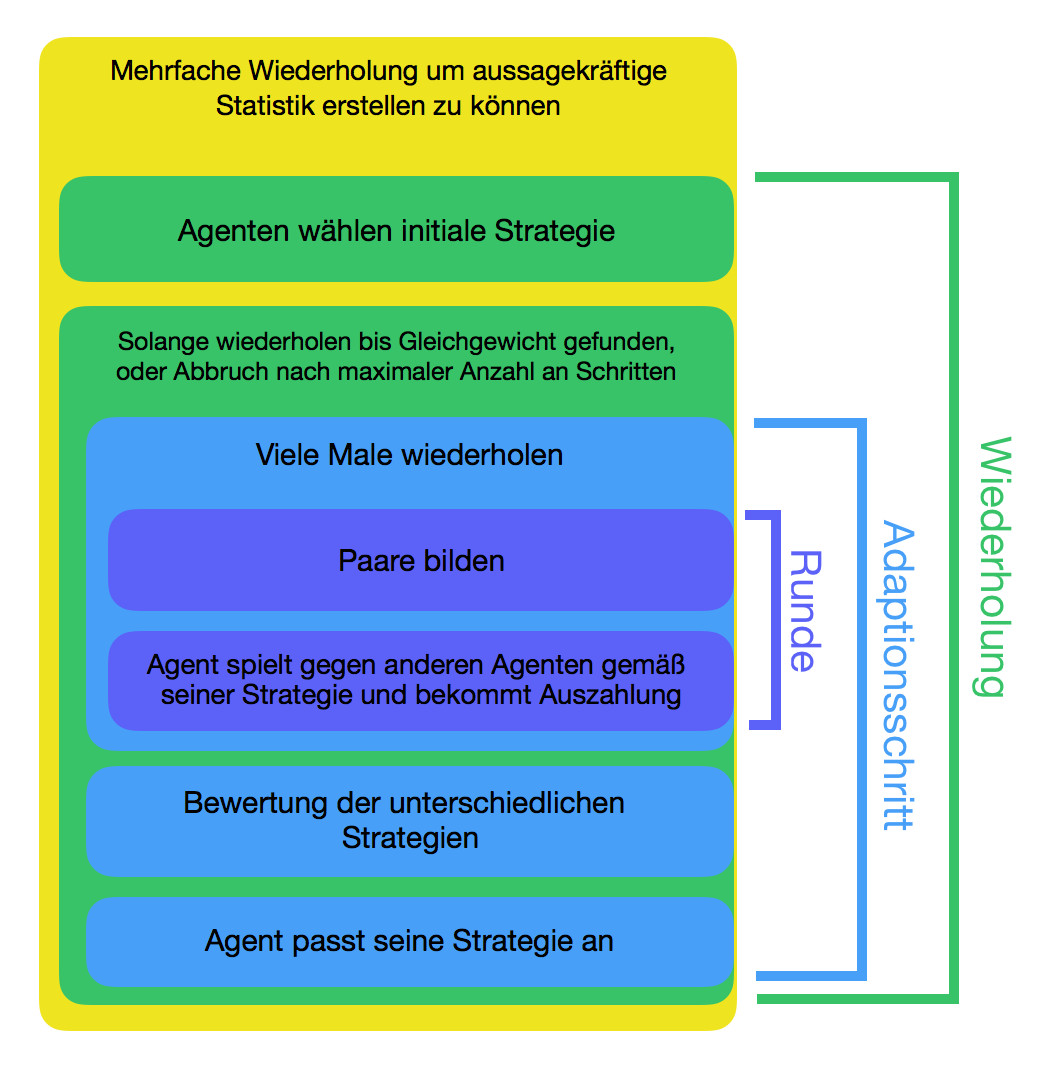 Mehrfache Wiederholung um aussagekräftige
Statistik erstellen zu können
Agenten wählen initiale Strategie
Solange wiederholen bis Gleichgewicht gefunden,
oder Abbruch nach maximaler Anzahl an Schritten
Viele Male wiederholen
Paare bilden
Agent spielt gegen anderen Agenten gemäß
seiner Strategie und bekommt Auszahlung
Bewertung der unterschiedlichen
Strategien
Agent passt seine Strategie an
Runde
Adaptionsschritt
Wiederholung